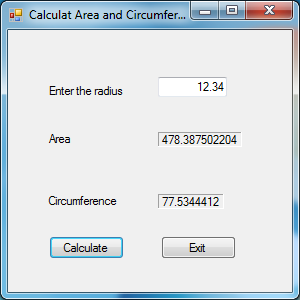 Calculat Area and Circumfer...
Enter the radius 12.34
Area 478.387502204
Circumference 77.5344412
Calculate Exit